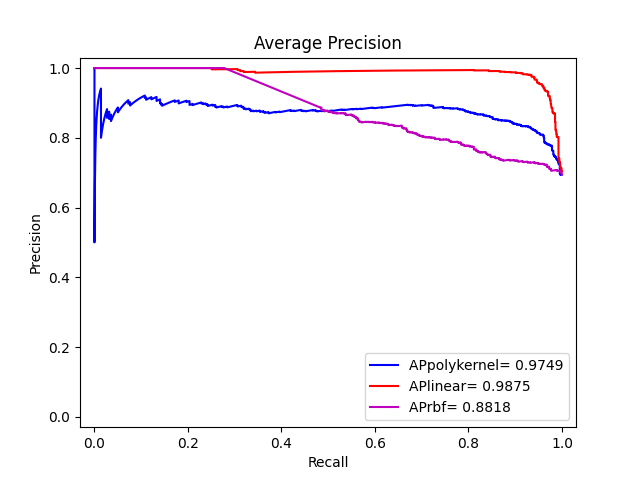 Average Precision
Precision
1.0
0.8
0.6
0.4
0.2
0.0
APpolykernel= 0.9749
APlinear= 0.9875
APrbf= 0.8818
0.0 0.2 0.4 0.6 0.8 1.0
Recall